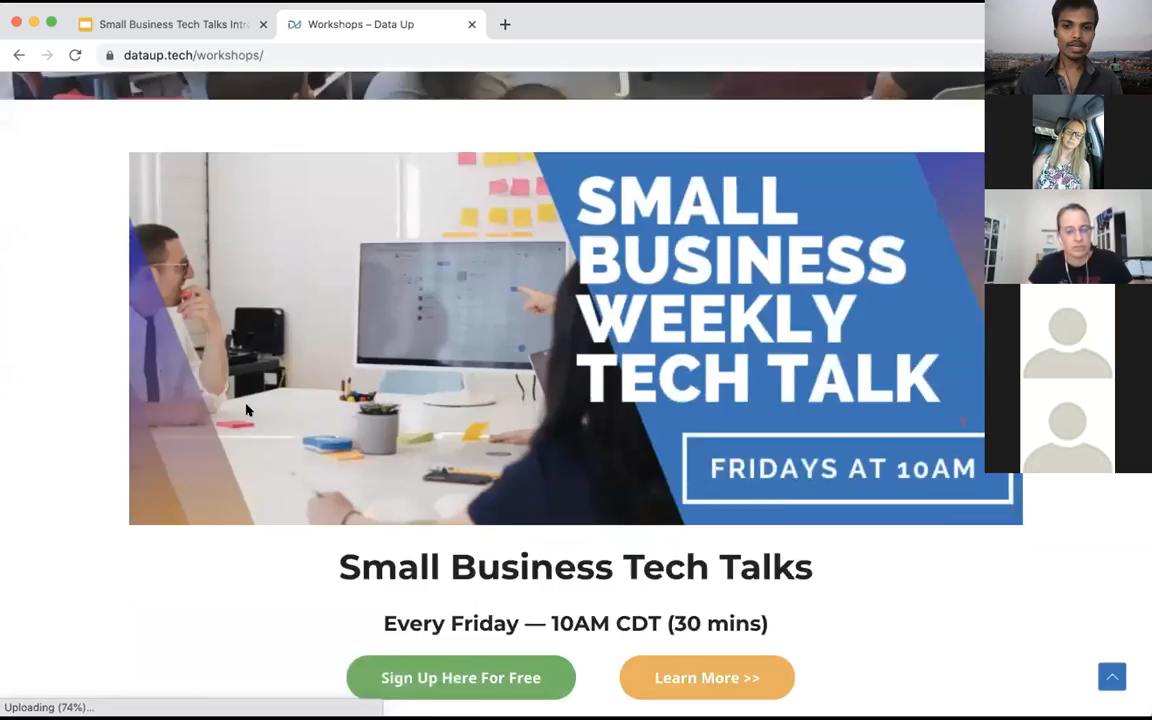 Small Business Tech Talks Intr
Workshops – Data Up
dataup.tech/workshops/
SMALL
BUSINESS
WEEKLY
TECH TALK
FRIDAYS AT 10AM
Small Business Tech Talks
Every Friday — 10AM CDT (30 mins)
Sign Up Here For Free
Learn More >>
Uploading (74%)...